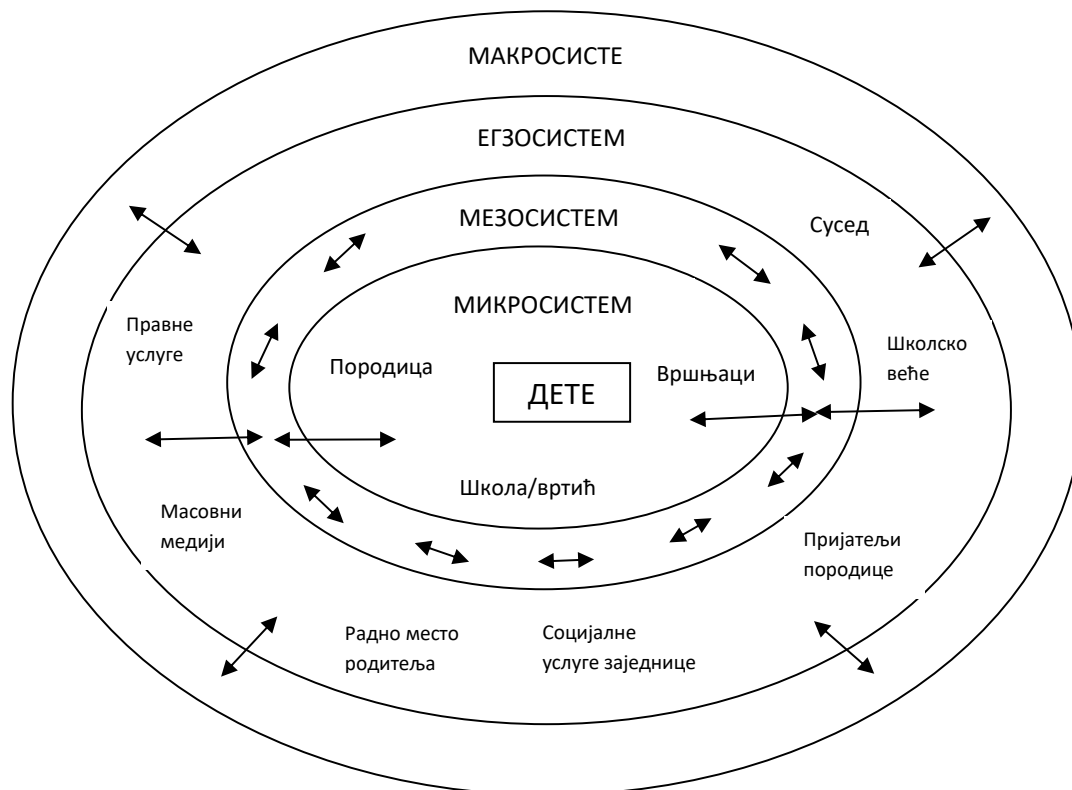 МАКРОСИСТЕ
ЕГЗОСИСТЕМ
МЕЗОСИСТЕМ
Сусед
МИКРОСИСТЕМ
Правне
услуге
Породица
ДЕТЕ
Вршњаци
Школско
веће
Школа/вртић
Масовни
медији
Пријатељи
породице
Радно место
родитеља
Социјалне
услуге заједнице